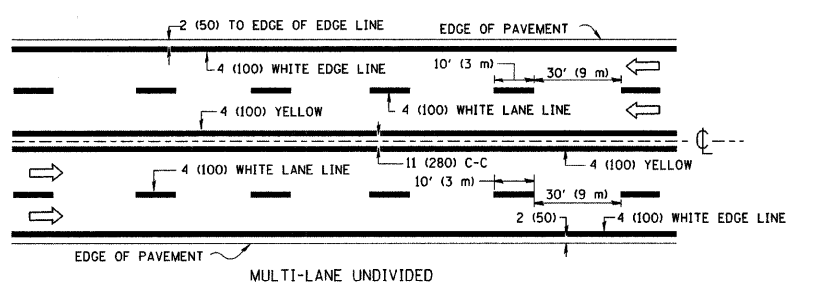 2 (50) TO EDGE OF EDGE LINE
EDGE OF PAVEMENT
4 (100) WHITE EDGE LINE
10' (3 m)
30' (9 m)
4 (100) YELLOW
4 (100) WHITE LANE LINE
℄
4 (100) WHITE LANE LINE
11 (280) C-C
4 (100) YELLOW
10' (3 m)
30' (9 m)
2 (50)
4 (100) WHITE EDGE LINE
EDGE OF PAVEMENT
MULTI-LANE UNDIVIDED